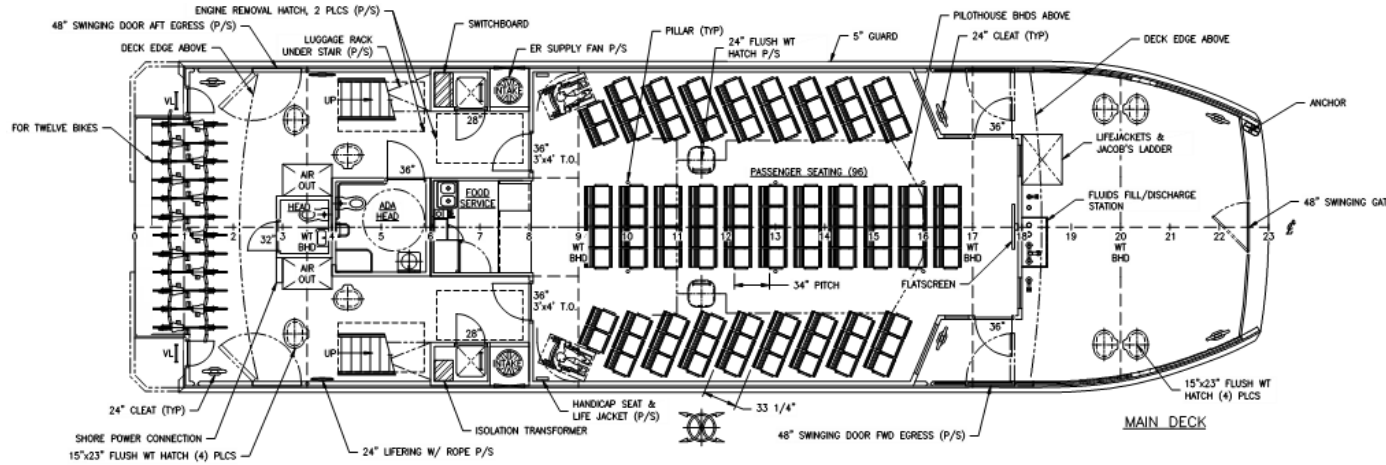 ENGINE REMOVAL HATCH, 2 PLCS (P/S)
48" SWINGING DOOR AFT EGRESS (P/S)
DECK EDGE ABOVE
LUGGAGE RACK
UNDER STAIR (P/S)
SWITCHBOARD
ER SUPPLY FAN P/S
PILLAR (TYP)
24" FLUSH WT
HATCH P/S
5" GUARD
PILOTHOUSE BHDS ABOVE
24" CLEAT (TYP)
DECK EDGE ABOVE
ANCHOR
LIFEJACKETS &
JACOB'S LADDER
FLUIDS FILL/DISCHARGE
STATION
48" SWINGING GATE
FOR TWELVE BIKES
VL
UP
INTAKE
28"
36"
36"
3'x4' T.O.
36"
AIR
OUT
HEAD
ADA
HEAD
FOOD
SERVICE
PASSENGER SEATING (96)
32"
WT
BHD
0
2
3
4
5
6
7
8
9
10
11
12
13
14
15
16
17
18
19
20
21
22
23
WT
BHD
WT
BHD
WT
BHD
AIR
OUT
34" PITCH
FLATSCREEN
36"
3'x4' T.O.
28"
36"
UP
INTAKE
VL
24" CLEAT (TYP)
SHORE POWER CONNECTION
15"x23" FLUSH WT HATCH (4) PLCS
24" LIFERING W/ ROPE P/S
ISOLATION TRANSFORMER
HANDICAP SEAT &
LIFE JACKET (P/S)
33 1/4"
48" SWINGING DOOR FWD EGRESS (P/S)
15"x23" FLUSH WT
HATCH (4) PLCS
MAIN DECK